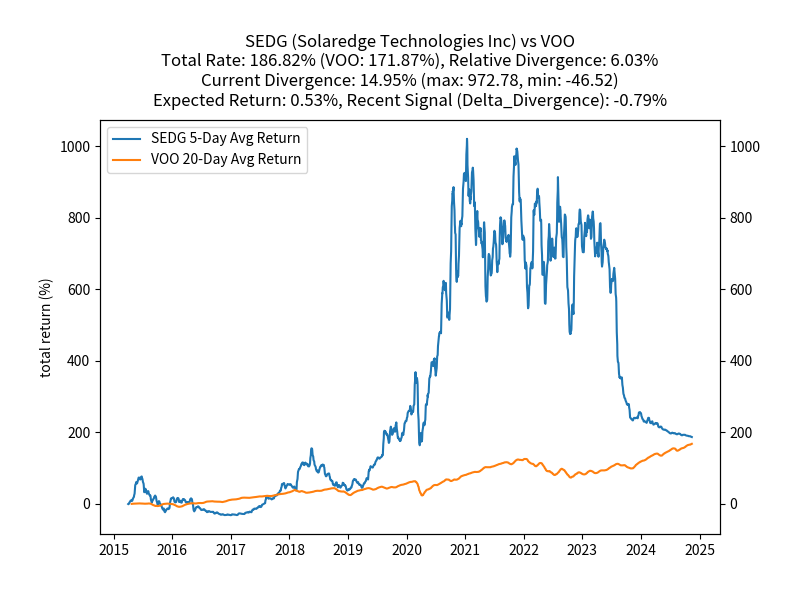 SEDG (Solaredge Technologies Inc) vs VOO
Total Rate: 186.82% (VOO: 171.87%), Relative Divergence: 6.03%
Current Divergence: 14.95% (max: 972.78, min: -46.52)
Expected Return: 0.53%, Recent Signal (Delta_Divergence): -0.79%
SEDG 5-Day Avg Return
VOO 20-Day Avg Return
total return (%)
1000
800
600
400
200
0
1000
800
600
400
200
0
2015 2016 2017 2018 2019 2020 2021 2022 2023 2024 2025